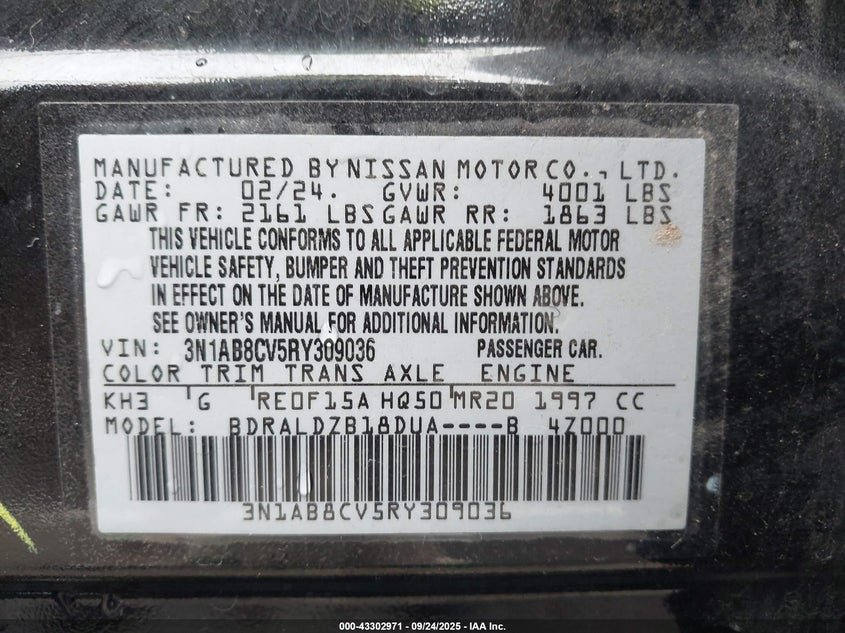 MANUFACTURED BY NISSAN MOTOR CO., LTD.
DATE: 02/24. GVWR: 4001 LBS
GAWR FR: 2161 LBS GAWR RR: 1863 LBS
THIS VEHICLE CONFORMS TO ALL APPLICABLE FEDERAL MOTOR
VEHICLE SAFETY, BUMPER AND THEFT PREVENTION STANDARDS
IN EFFECT ON THE DATE OF MANUFACTURE SHOWN ABOVE.
SEE OWNER'S MANUAL FOR ADDITIONAL INFORMATION.
VIN: 3N1AB8CV5RY309036 PASSENGER CAR.
COLOR TRIM TRANS AXLE ENGINE
KH3 G RE0F15A HQ50 MR20 1997 CC
MODEL: BDRALDZB18DUA----B 4Z000
3N1AB8CV5RY309036
000-43302971 - 09/24/2025 - IAA Inc.